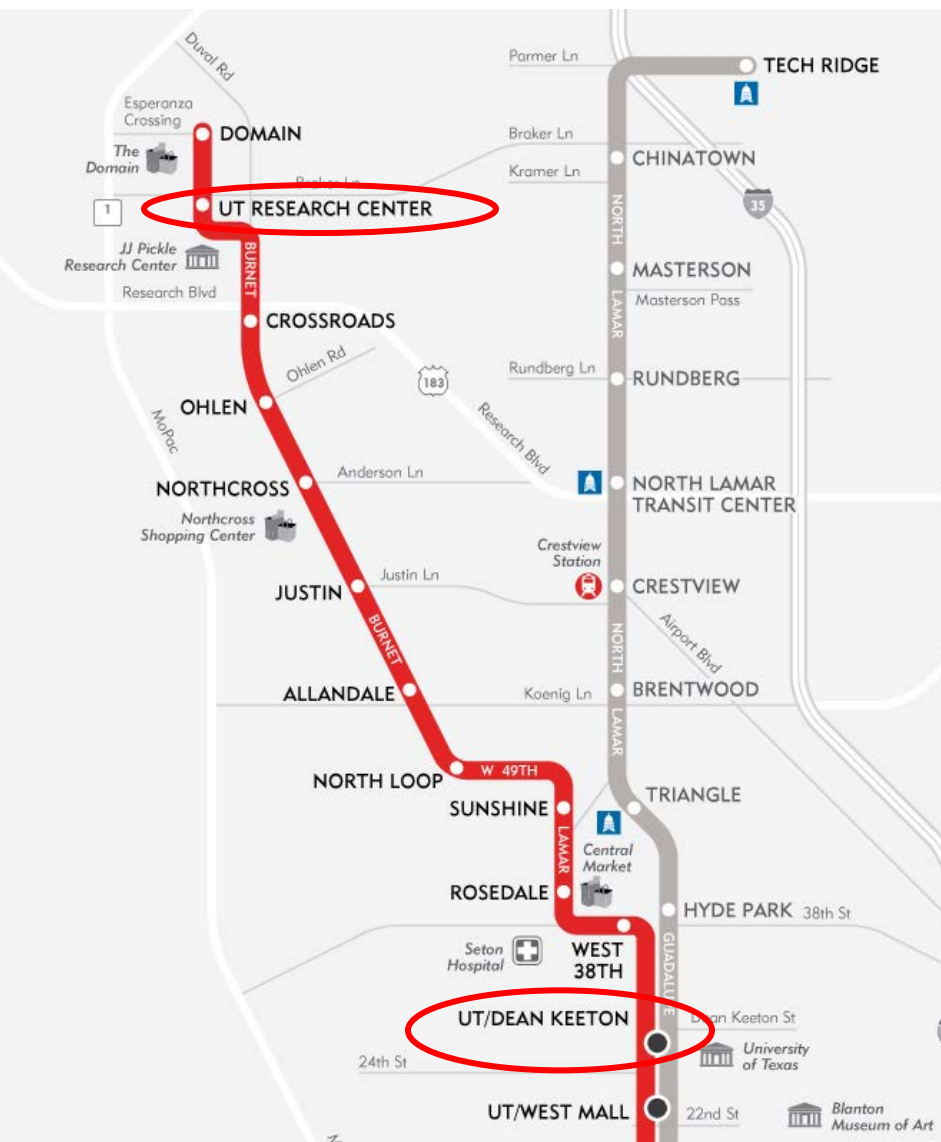 Duval Rd
Parmer Ln
TECH RIDGE
Esperanza
Crossing
DOMAIN
The
Domain
Braker Ln
CHINATOWN
Kramer Ln
Braker Ln
1
UT RESEARCH CENTER
NORTH
35
JJ Pickle
Research Center
BURNET
MASTERSON
Masterson Pass
Research Blvd
LAMAR
CROSSROADS
Ohlen Rd
183
Rundberg Ln
RUNDBERG
OHLEN
MoPac
Research Blvd
Anderson Ln
NORTHCROSS
NORTH LAMAR
TRANSIT CENTER
Northcross
Shopping Center
Crestview
Station
Justin Ln
JUSTIN
CRESTVIEW
BURNET
NORTH
Airport Blvd
ALLANDALE
Koenig Ln
BRENTWOOD
LAMAR
NORTH LOOP
W 49TH
SUNSHINE
TRIANGLE
LAMAR
Central
Market
ROSEDALE
HYDE PARK
38th St
Seton
Hospital
WEST
38TH
GUADALUPE
UT/DEAN KEETON
Dean Keeton St
University
of Texas
24th St
UT/WEST MALL
22nd St
Blanton
Museum of Art